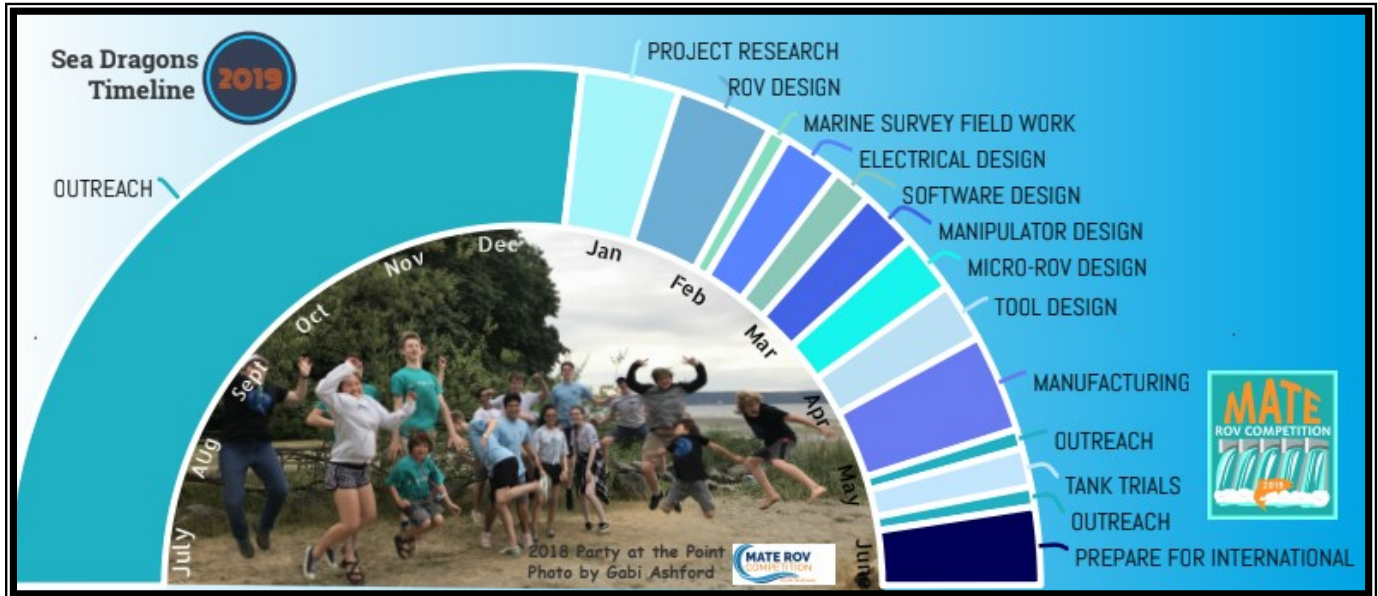 Sea Dragons
Timeline
2019
OUTREACH
PROJECT RESEARCH
ROV DESIGN
MARINE SURVEY FIELD WORK
ELECTRICAL DESIGN
SOFTWARE DESIGN
MANIPULATOR DESIGN
MICRO-ROV DESIGN
TOOL DESIGN
MANUFACTURING
OUTREACH
TANK TRIALS
OUTREACH
PREPARE FOR INTERNATIONAL
July
AUg
Sept
Oct
Nov
Dec
Jan
Feb
Mar
Apr
May
June
2018 Party at the Point
Photo by Gabi Ashford
MATE ROV
COMPETITION
MATE
ROV COMPETITION
2019